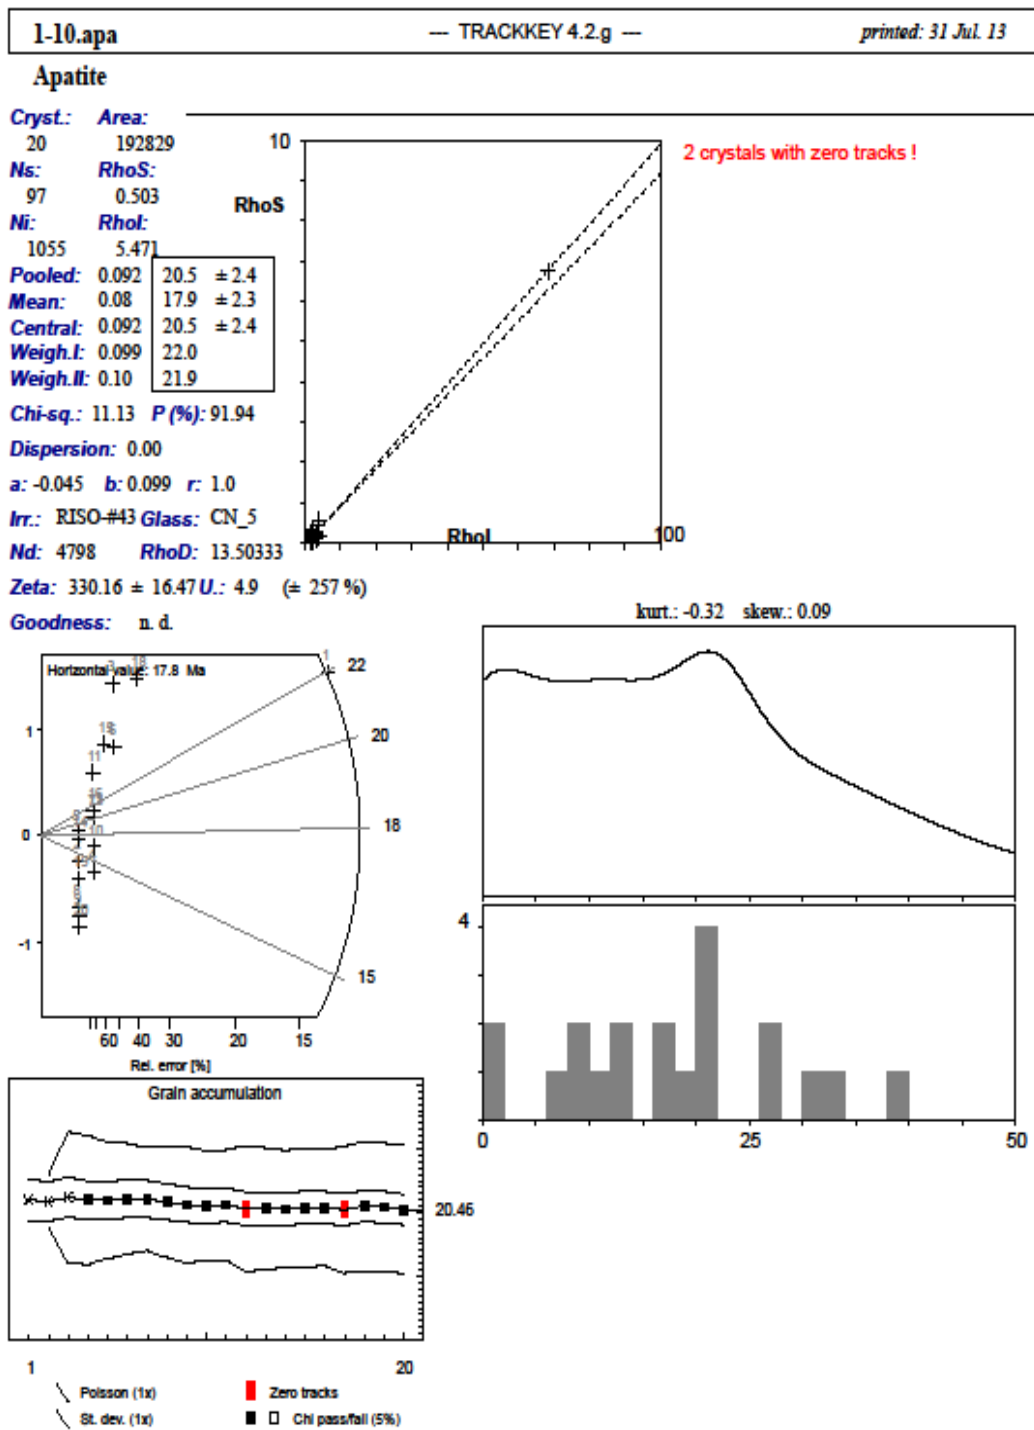 1-10.apa --- TRACKKEY 4.2.g --- printed: 31 Jul. 13
Apatite
Cryst.: Area:
20 192829
Ns: RhoS:
97 0.503
Ni: RhoI:
1055 5.471
Pooled: 0.092 20.5 ± 2.4
Mean: 0.08 17.9 ± 2.3
Central: 0.092 20.5 ± 2.4
Weigh.I: 0.099 22.0
Weigh.II: 0.10 21.9
Chi-sq.: 11.13 P (%): 91.94
Dispersion: 0.00
a: -0.045 b: 0.099 r: 1.0
Irr.: RISO-#43 Glass: CN_5
Nd: 4798 RhoD: 13.50333
Zeta: 330.16 ± 16.47 U.: 4.9 (± 257 %)
Goodness: n. d.
10
RhoS
RhoI
100
2 crystals with zero tracks !
Horizontal value: 17.8 Ma
1
0
-1
1
11
10
22
20
18
15
60 40 30 20 15
Rel. error [%]
kurt.: -0.32 skew.: 0.09
4
0 25 50
Grain accumulation
20.45
1 20
Poisson (1x) Zero tracks
St. dev. (1x) Chi pass/fail (5%)